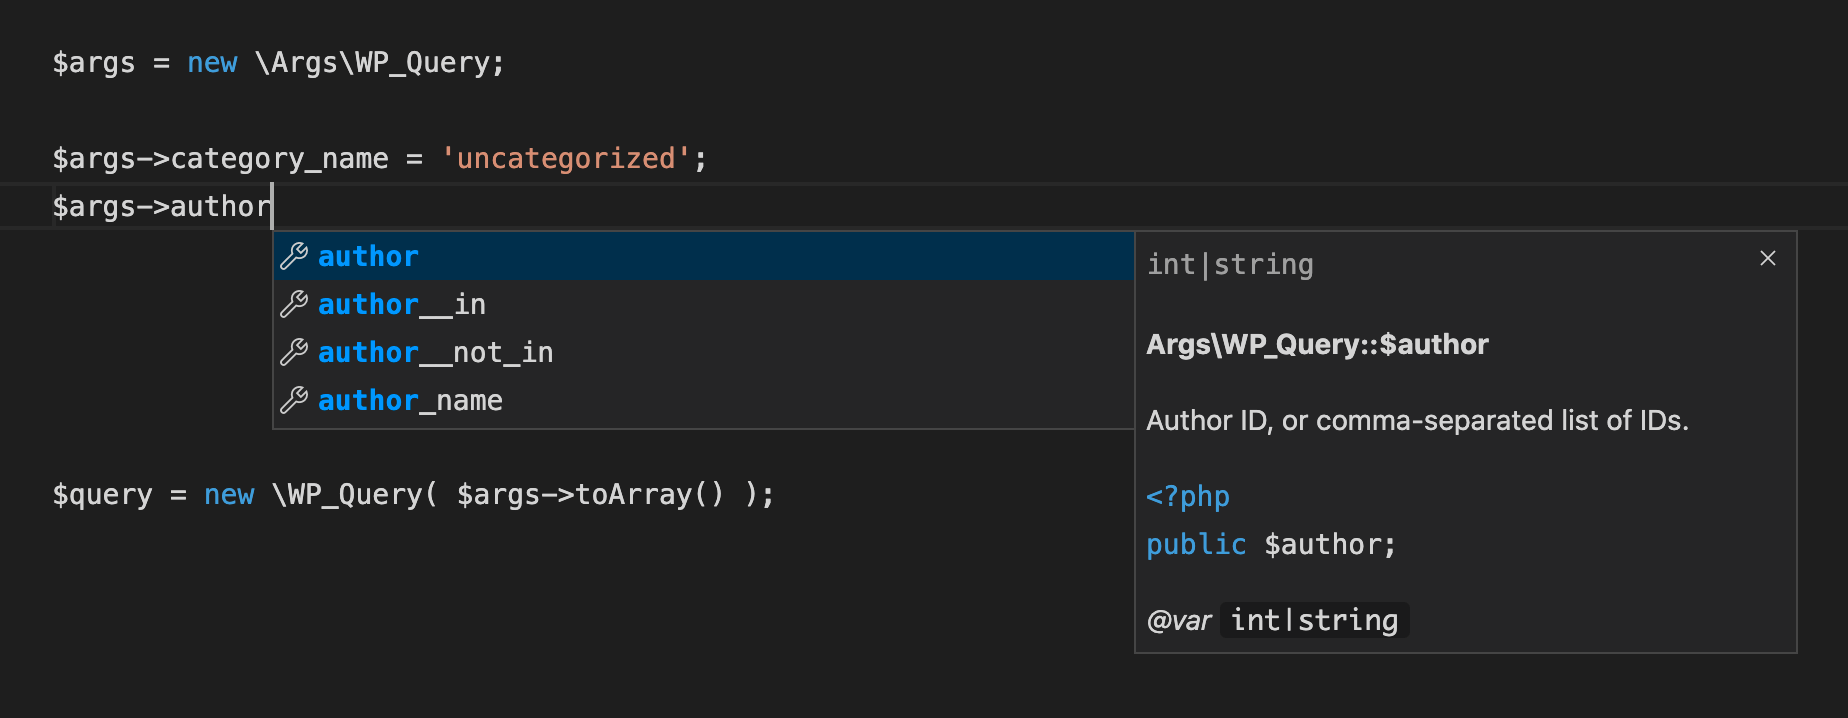 $args = new \Args\WP_Query;
$args->category_name = 'uncategorized';
$args->author
author
author__in
author__not_in
author_name
int|string
Args\WP_Query::$author
Author ID, or comma-separated list of IDs.
<?php
public $author;
@var int|string
$query = new \WP_Query( $args->toArray() );